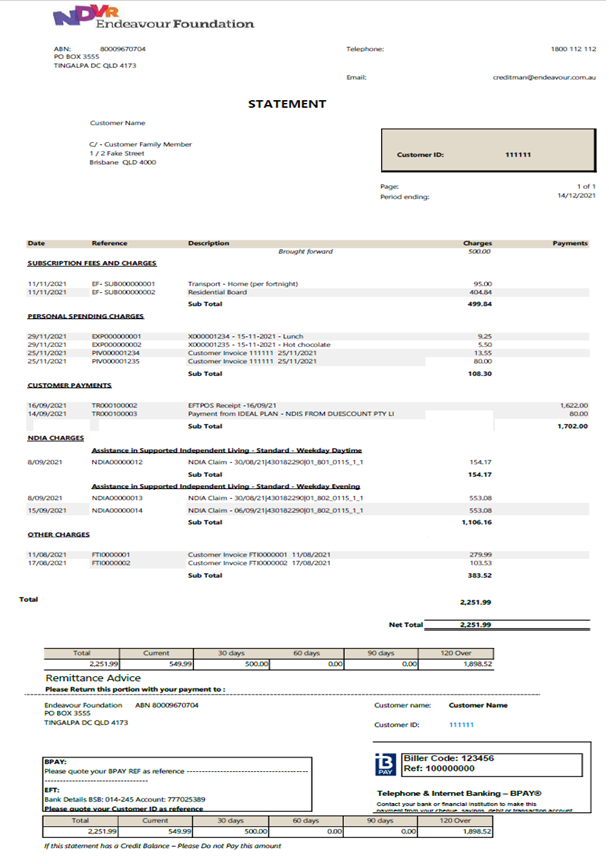 NDVR
Endeavour Foundation
ABN: 80009670704 Telephone: 1800 112 112
PO BOX 3555
TINGALPA DC QLD 4173
Email: creditman@endeavour.com.au
STATEMENT
Customer Name
C/ - Customer Family Member
1 / 2 Fake Street
Brisbane QLD 4000
Customer ID: 111111
Page: 1 of 1
Period ending: 14/12/2021
Date Reference Description Charges Payments
Brought forward 500.00
SUBSCRIPTION FEES AND CHARGES
11/11/2021 EF- SUB000000001 Transport - Home (per fortnight) 95.00
11/11/2021 EF- SUB000000002 Residential Board 404.84
Sub Total 499.84
PERSONAL SPENDING CHARGES
29/11/2021 EXP000000001 X000001234 - 15-11-2021 - Lunch 9.25
29/11/2021 EXP000000002 X000001235 - 15-11-2021 - Hot chocolate 5.50
25/11/2021 PIV000001234 Customer Invoice 111111 25/11/2021 13.55
25/11/2021 PIV000001235 Customer Invoice 111111 25/11/2021 80.00
Sub Total 108.30
CUSTOMER PAYMENTS
16/09/2021 TR000100002 EFTPOS Receipt -16/09/21 1,622.00
14/09/2021 TR000100003 Payment from IDEAL PLAN - NDIS FROM DUESCOUNT PTY LI 80.00
Sub Total 1,702.00
NDIA CHARGES
Assistance in Supported Independent Living - Standard - Weekday Daytime
8/09/2021 NDIA00000012 NDIA Claim - 30/08/21|430182290|01_801_0115_1_1 154.17
Sub Total 154.17
Assistance in Supported Independent Living - Standard - Weekday Evening
8/09/2021 NDIA00000013 NDIA Claim - 30/08/21|430182290|01_802_0115_1_1 553.08
15/09/2021 NDIA00000014 NDIA Claim - 06/09/21|430182290|01_802_0115_1_1 553.08
Sub Total 1,106.16
OTHER CHARGES
11/08/2021 FTI0000001 Customer Invoice FTI0000001 11/08/2021 279.99
17/08/2021 FTI0000002 Customer Invoice FTI0000002 17/08/2021 103.53
Sub Total 383.52
Total 2,251.99
Net Total 2,251.99
Total Current 30 days 60 days 90 days 120 Over
2,251.99 549.99 500.00 0.00 0.00 1,898.52
Remittance Advice
Please Return this portion with your payment to :
Endeavour Foundation ABN 80009670704 Customer name: Customer Name
PO BOX 3555
TINGALPA DC QLD 4173 Customer ID: 111111
B PAY
Biller Code: 123456
Ref: 100000000
BPAY:
Please quote your BPAY REF as reference ----------------------------------------
----------------------------------
EFT:
Bank Details BSB: 014-245 Account: 777025389
Please quote your Customer ID as reference
Telephone & Internet Banking – BPAY®
Contact your bank or financial institution to make this
payment from your cheque, savings, debit or transaction account.
Total Current 30 days 60 days 90 days 120 Over
2,251.99 549.99 500.00 0.00 0.00 1,898.52
If this statement has a Credit Balance – Please Do not Pay this amount